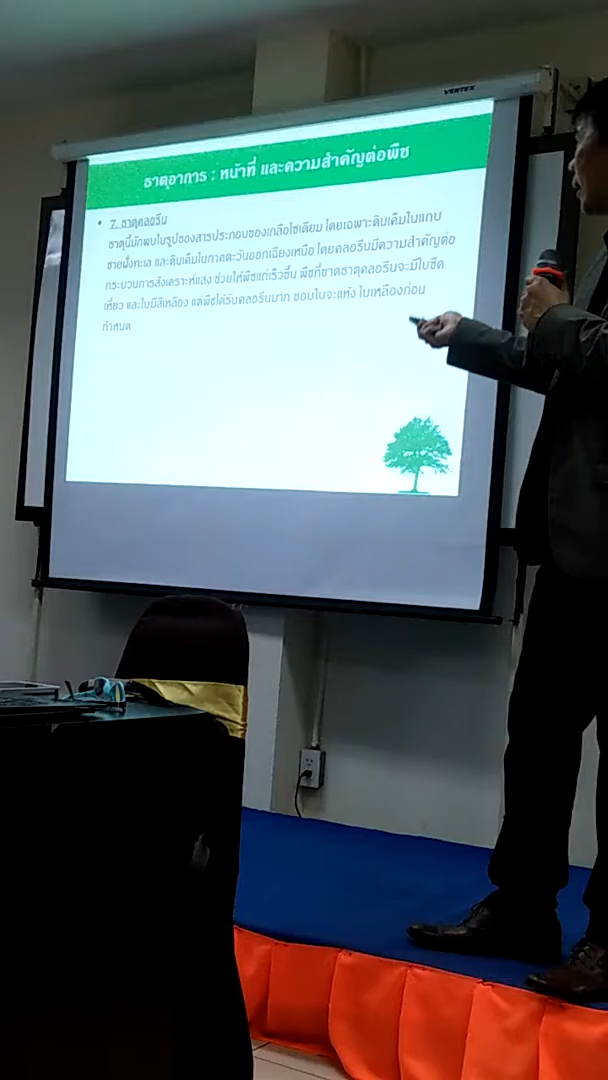 VERTEX
ธาตุอาการ : หน้าที่ และความสำคัญต่อพืช
• 7. ธาตุคลอรีน
ธาตุนี้มักพบในรูปของสารประกอบของเกลือโซเดียม โดยเฉพาะดินเค็มในแถบ
ชายฝั่งทะเล และดินเค็มในภาคตะวันออกเฉียงเหนือ โดยคลอรีนมีความสำคัญต่อ
กระบวนการสังเคราะห์แสง ช่วยให้พืชแก่เร็วขึ้น พืชที่ขาดธาตุคลอรีนจะมีใบซีด
เหี่ยว และใบมีสีเหลือง แต่พืชได้รับคลอรีนมาก ขอบใบจะแห้ง ใบเหลืองก่อน
กำหนด